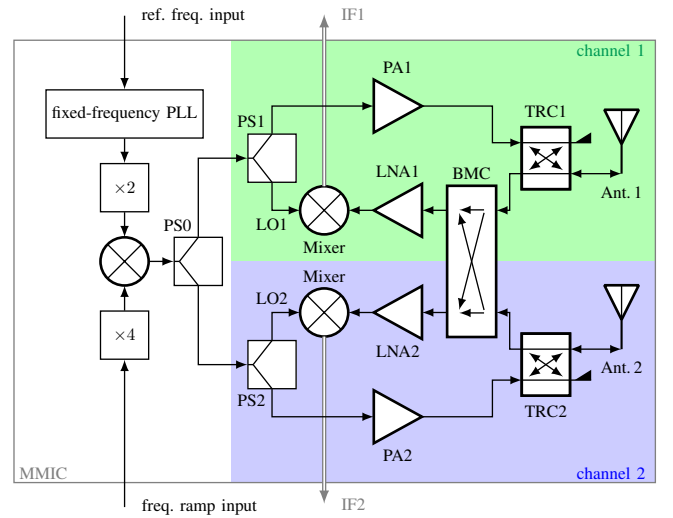 ref. freq. input
IF1
channel 1
PA1
fixed-frequency PLL
TRC1
PS1
×2
LNA1
BMC
Ant. 1
PS0
LO1
Mixer
Mixer
LO2
×4
LNA2
Ant. 2
PS2
TRC2
PA2
MMIC
channel 2
freq. ramp input
IF2